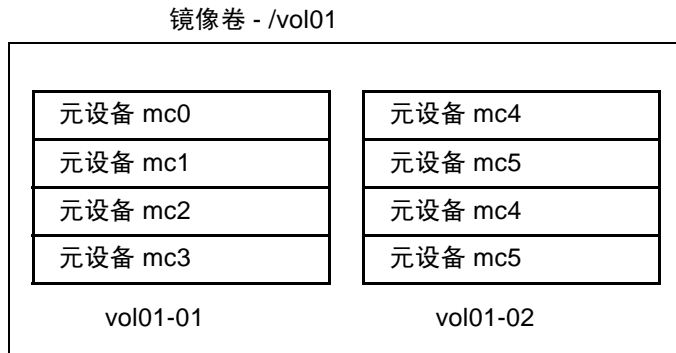 镜像卷 - /vol01
元设备 mc0
元设备 mc1
元设备 mc2
元设备 mc3
vol01-01
元设备 mc4
元设备 mc5
元设备 mc4
元设备 mc5
vol01-02